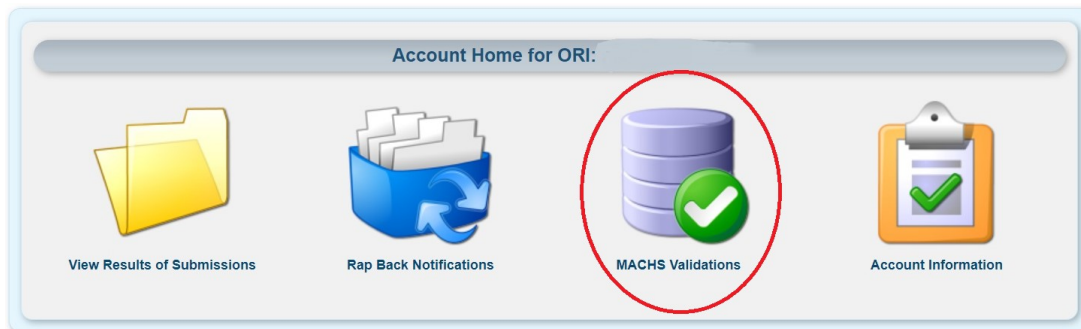 Account Home for ORI:
View Results of Submissions
Rap Back Notifications
MACHS Validations
Account Information